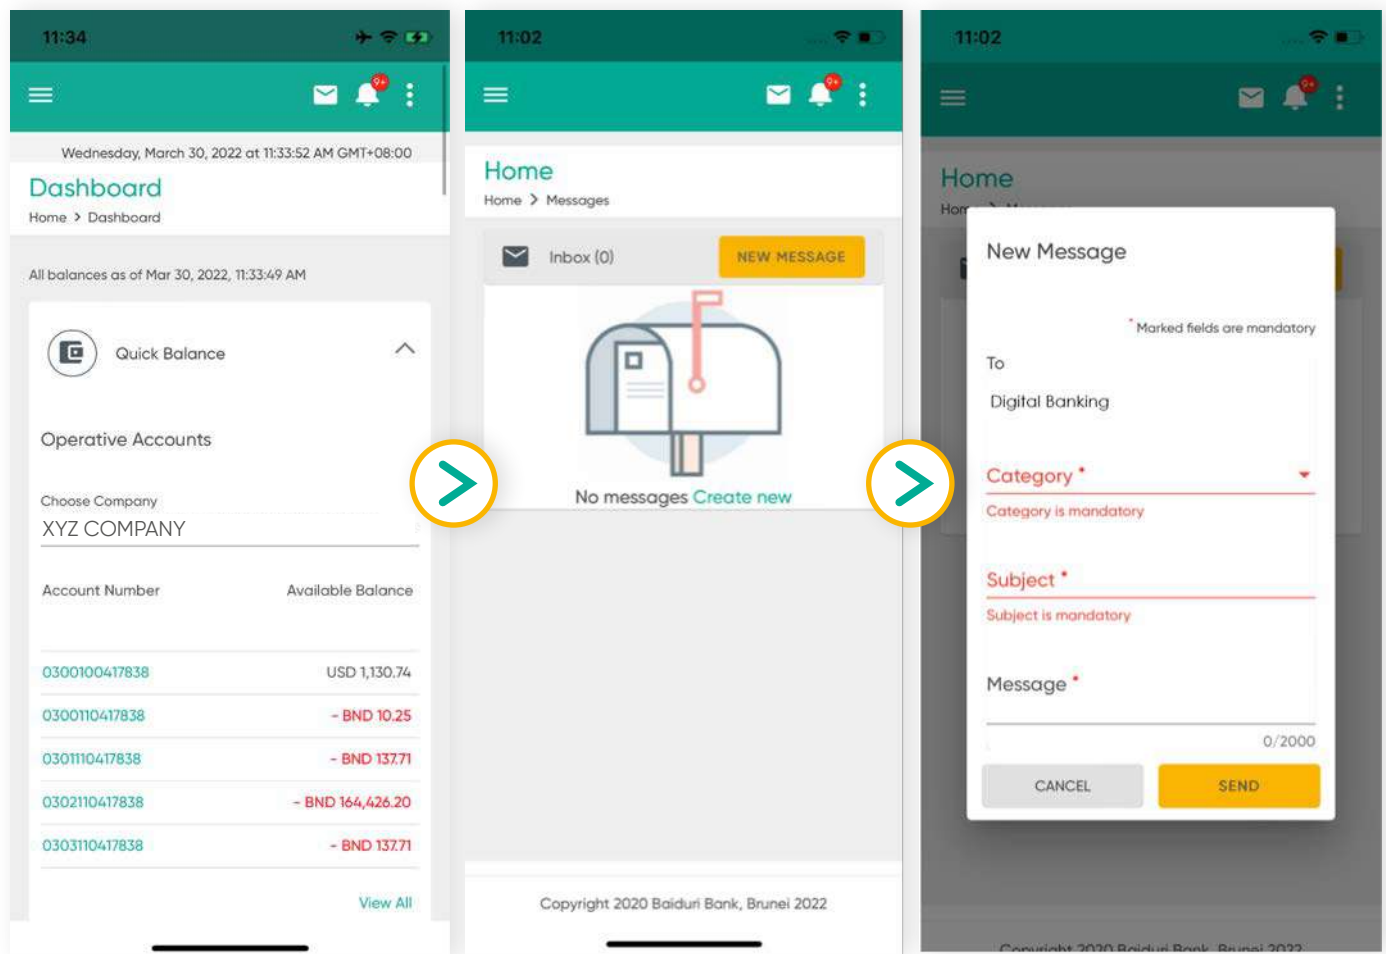 11:34
9+
Wednesday, March 30, 2022 at 11:33:52 AM GMT+08:00
Dashboard
Home > Dashboard
All balances as of Mar 30, 2022, 11:33:49 AM
Quick Balance
Operative Accounts
Choose Company
XYZ COMPANY
Account Number Available Balance
0300100417838 USD 1,130.74
0300110417838 - BND 10.25
0301110417838 - BND 137.71
0302110417838 - BND 164,426.20
0303110417838 - BND 137.71
View All
11:02
9+
Home
Home > Messages
Inbox (0) NEW MESSAGE
No messages Create new
Copyright 2020 Baiduri Bank, Brunei 2022
11:02
9+
Home
New Message
* Marked fields are mandatory
To
Digital Banking
Category *
Category is mandatory
Subject *
Subject is mandatory
Message *
0/2000
CANCEL SEND
Copyright 2020 Baiduri Bank, Brunei 2022